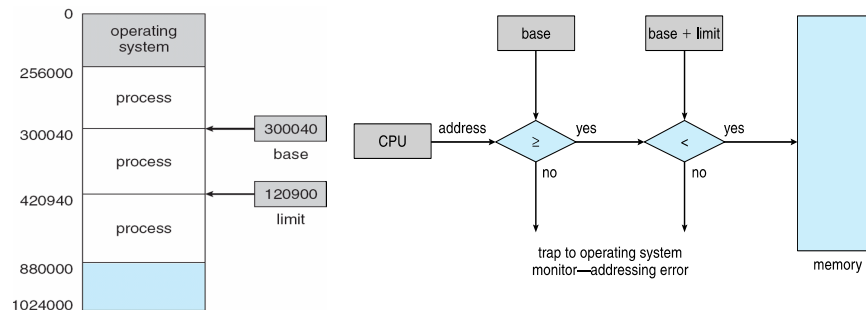 0
operating
system
256000
process
300040
300040
base
process
420940
120900
limit
process
880000
1024000
base
base + limit
CPU
address
≥
yes
<
yes
no
no
trap to operating system
monitor—addressing error
memory